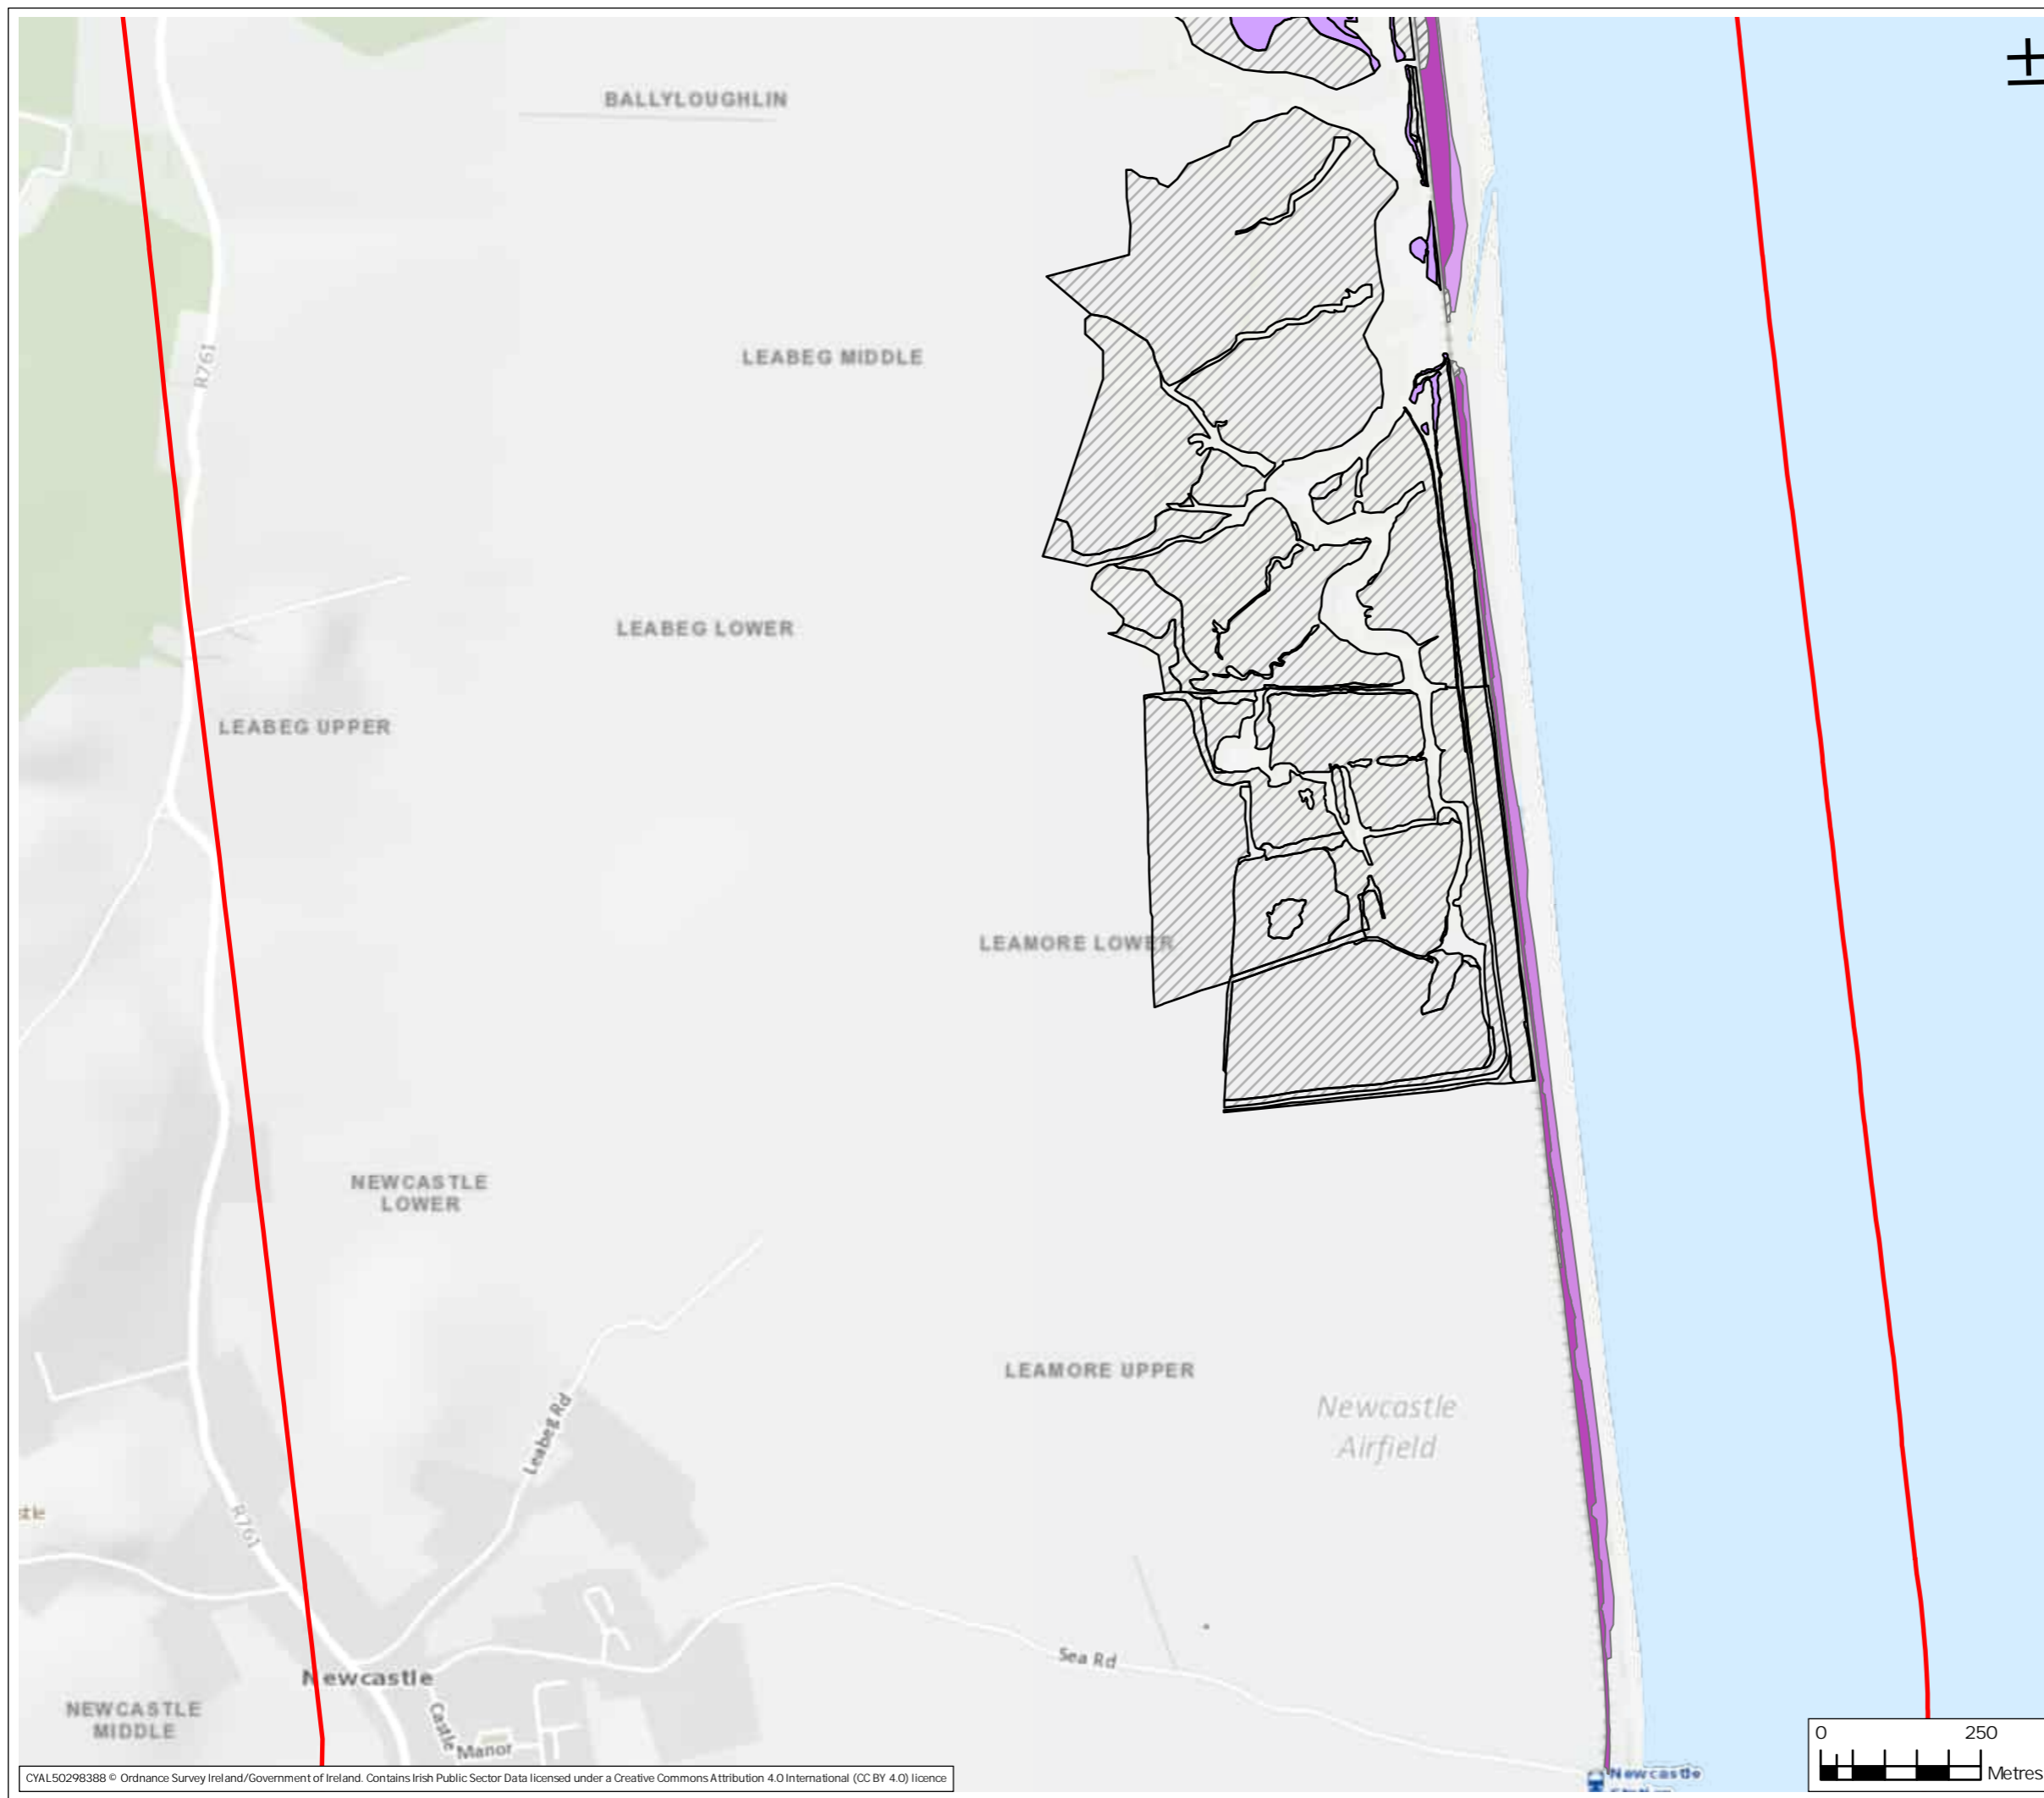 BALLYLOUGHLIN
R761
LEABEG MIDDLE
LEABEG LOWER
LEABEG UPPER
LEAMORE LOWER
NEWCASTLE
LOWER
LEAMORE UPPER
Newcastle
Airfield
Leabeg Rd
stle
R761
Sea Rd
Newcastle
NEWCASTLE
MIDDLE
Castle
Manor
0 250
Metres
Newcastle
CYAL50298388 © Ordnance Survey Ireland/Government of Ireland. Contains Irish Public Sector Data licensed under a Creative Commons Attribution 4.0 International (CC BY 4.0) licence